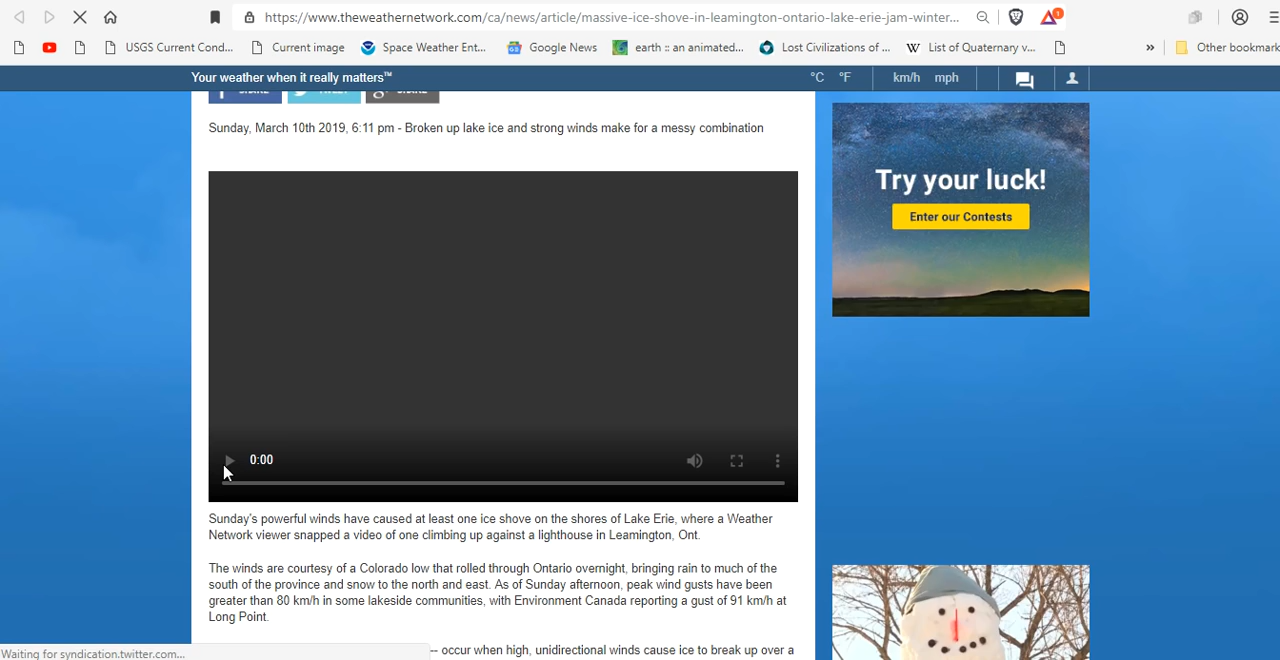 https://www.theweathernetwork.com/ca/news/article/massive-ice-shove-in-leamington-ontario-lake-erie-jam-winter...
1
USGS Current Cond...
Current image
Space Weather Ent...
Google News
earth :: an animated...
Lost Civilizations of ...
W List of Quaternary v...
»
Other bookmark
Your weather when it really matters™
°C °F
km/h mph
SHARE TWEET SHARE
Sunday, March 10th 2019, 6:11 pm - Broken up lake ice and strong winds make for a messy combination
Try your luck!
Enter our Contests
0:00
Sunday's powerful winds have caused at least one ice shove on the shores of Lake Erie, where a Weather
Network viewer snapped a video of one climbing up against a lighthouse in Leamington, Ont.
The winds are courtesy of a Colorado low that rolled through Ontario overnight, bringing rain to much of the
south of the province and snow to the north and east. As of Sunday afternoon, peak wind gusts have been
greater than 80 km/h in some lakeside communities, with Environment Canada reporting a gust of 91 km/h at
Long Point.
-- occur when high, unidirectional winds cause ice to break up over a
Waiting for syndication.twitter.com...